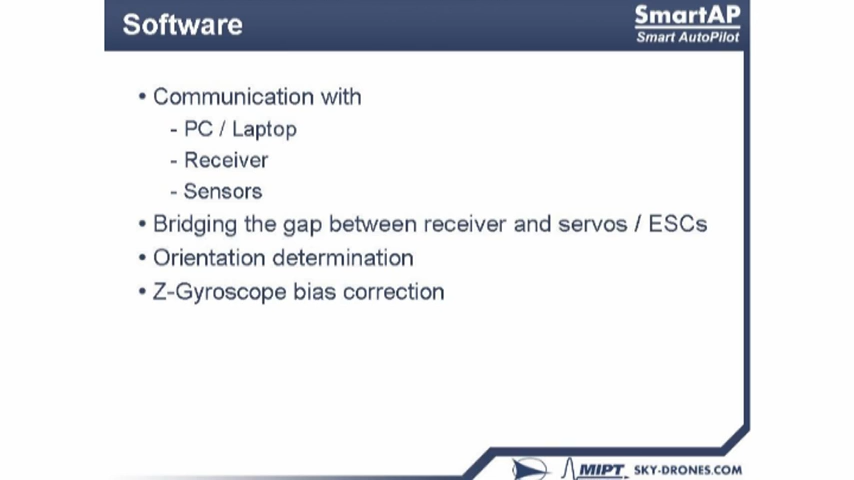 Software
SmartAP
Smart AutoPilot
• Communication with
- PC / Laptop
- Receiver
- Sensors
• Bridging the gap between receiver and servos / ESCs
• Orientation determination
• Z-Gyroscope bias correction
MIPT SKY-DRONES.COM